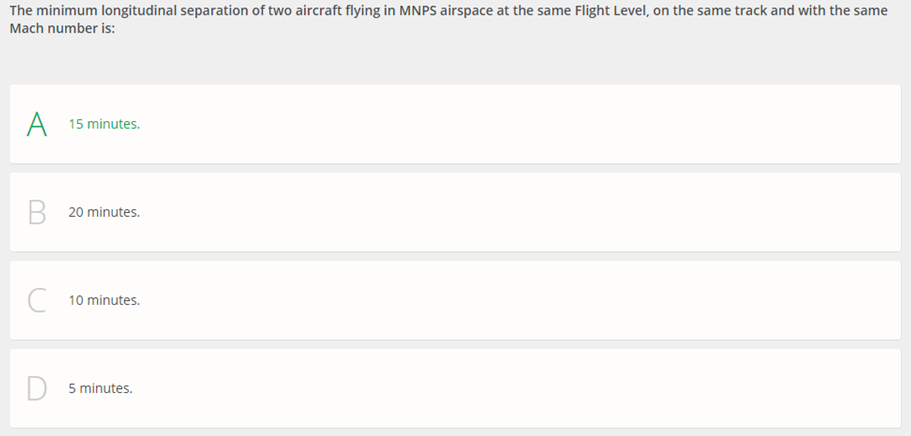 The minimum longitudinal separation of two aircraft flying in MNPS airspace at the same Flight Level, on the same track and with the same
Mach number is:
A 15 minutes.
B 20 minutes.
C 10 minutes.
D 5 minutes.